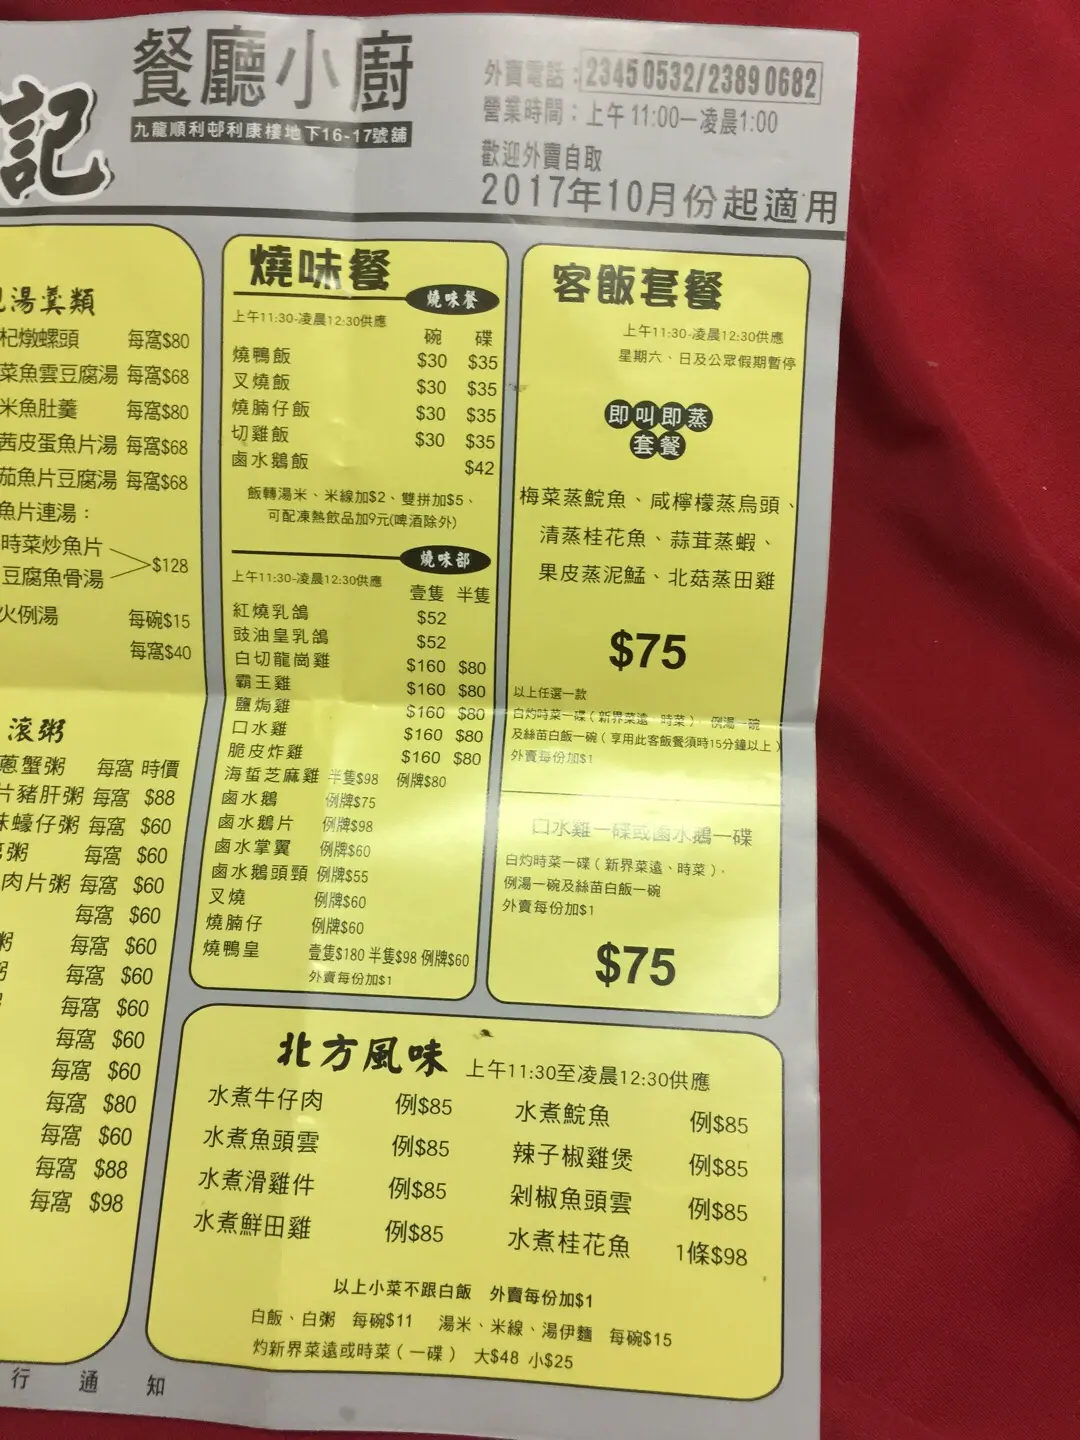 記
餐廳小廚
九龍順利邨利康樓地下16-17號舖
外賣電話：23450532/23890682
營業時間：上午11:00—凌晨1:00
歡迎外賣自取
2017年10月份起適用
湯羹類
杞燉螺頭 每窩$80
菜魚雲豆腐湯 每窩$68
米魚肚羹 每窩$80
茜皮蛋魚片湯 每窩$68
茄魚片豆腐湯 每窩$68
魚片連湯：
時菜炒魚片
豆腐魚骨湯
$128
火例湯 每碗$15
每窩$40
滾粥
蔥蟹粥 每窩 時價
片豬肝粥 每窩 $88
蠔仔粥 每窩 $60
粥 每窩 $60
肉片粥 每窩 $60
每窩 $60
粥 每窩 $60
每窩 $60
每窩 $60
每窩 $60
每窩 $60
每窩 $80
每窩 $60
每窩 $88
每窩 $98
行通知
燒味餐
燒味餐
上午11:30-凌晨12:30供應
碗 碟
燒鴨飯 $30 $35
叉燒飯 $30 $35
燒腩仔飯 $30 $35
切雞飯 $30 $35
鹵水鵝飯 $42
飯轉湯米、米線加$2、雙拼加$5、
可配凍熱飲品加9元(啤酒除外)
燒味部
上午11:30-凌晨12:30供應
壹隻 半隻
紅燒乳鴿 $52
豉油皇乳鴿 $52
白切龍崗雞 $160 $80
霸王雞 $160 $80
鹽焗雞 $160 $80
口水雞 $160 $80
脆皮炸雞 $160 $80
海蜇芝麻雞 半隻$98 例牌$80
鹵水鵝 例牌$75
鹵水鵝片 例牌$98
鹵水掌翼 例牌$60
鹵水鵝頭頸 例牌$55
叉燒 例牌$60
燒腩仔 例牌$60
燒鴨皇 壹隻$180 半隻$98 例牌$60
外賣每份加$1
客飯套餐
上午11:30-凌晨12:30供應
星期六、日及公眾假期暫停
即叫即蒸
套餐
梅菜蒸鯇魚、咸檸檬蒸烏頭、
清蒸桂花魚、蒜茸蒸蝦、
果皮蒸泥鯭、北菇蒸田雞
$75
以上任選一款
白灼時菜一碟（新界菜遠 時菜） 例湯一碗
及絲苗白飯一碗（享用此客飯餐須時15分鐘以上）
外賣每份加$1
口水雞一碟或鹵水鵝一碟
白灼時菜一碟（新界菜遠、時菜），
例湯一碗及絲苗白飯一碗
外賣每份加$1
$75
北方風味 上午11:30至凌晨12:30供應
水煮牛仔肉 例$85 水煮鯇魚 例$85
水煮魚頭雲 例$85 辣子椒雞煲 例$85
水煮滑雞件 例$85 剁椒魚頭雲 例$85
水煮鮮田雞 例$85 水煮桂花魚 1條$98
以上小菜不跟白飯 外賣每份加$1
白飯、白粥 每碗$11 湯米、米線、湯伊麵 每碗$15
灼新界菜遠或時菜（一碟） 大$48 小$25